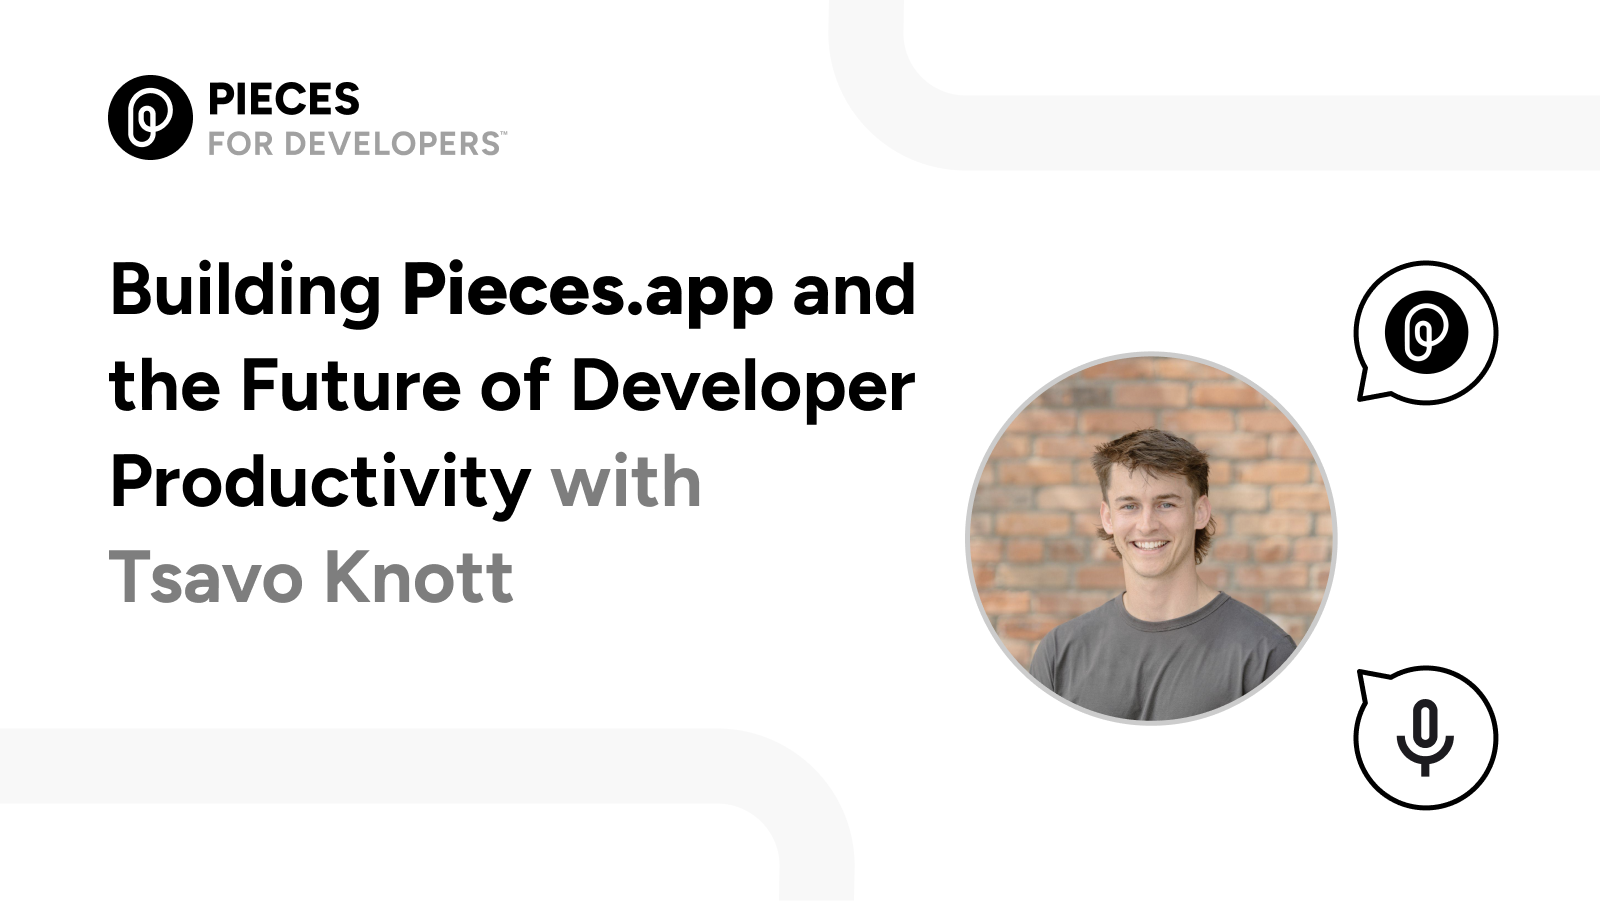 PIECES
FOR DEVELOPERS™
Building Pieces.app and
the Future of Developer
Productivity with
Tsavo Knott